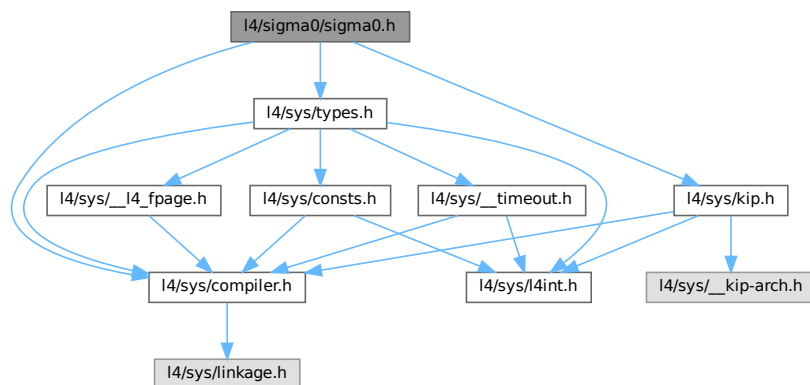 l4/sigma0/sigma0.h
l4/sys/types.h
l4/sys/__l4_fpage.h
l4/sys/consts.h
l4/sys/__timeout.h
l4/sys/kip.h
l4/sys/compiler.h
l4/sys/l4int.h
l4/sys/__kip-arch.h
l4/sys/linkage.h